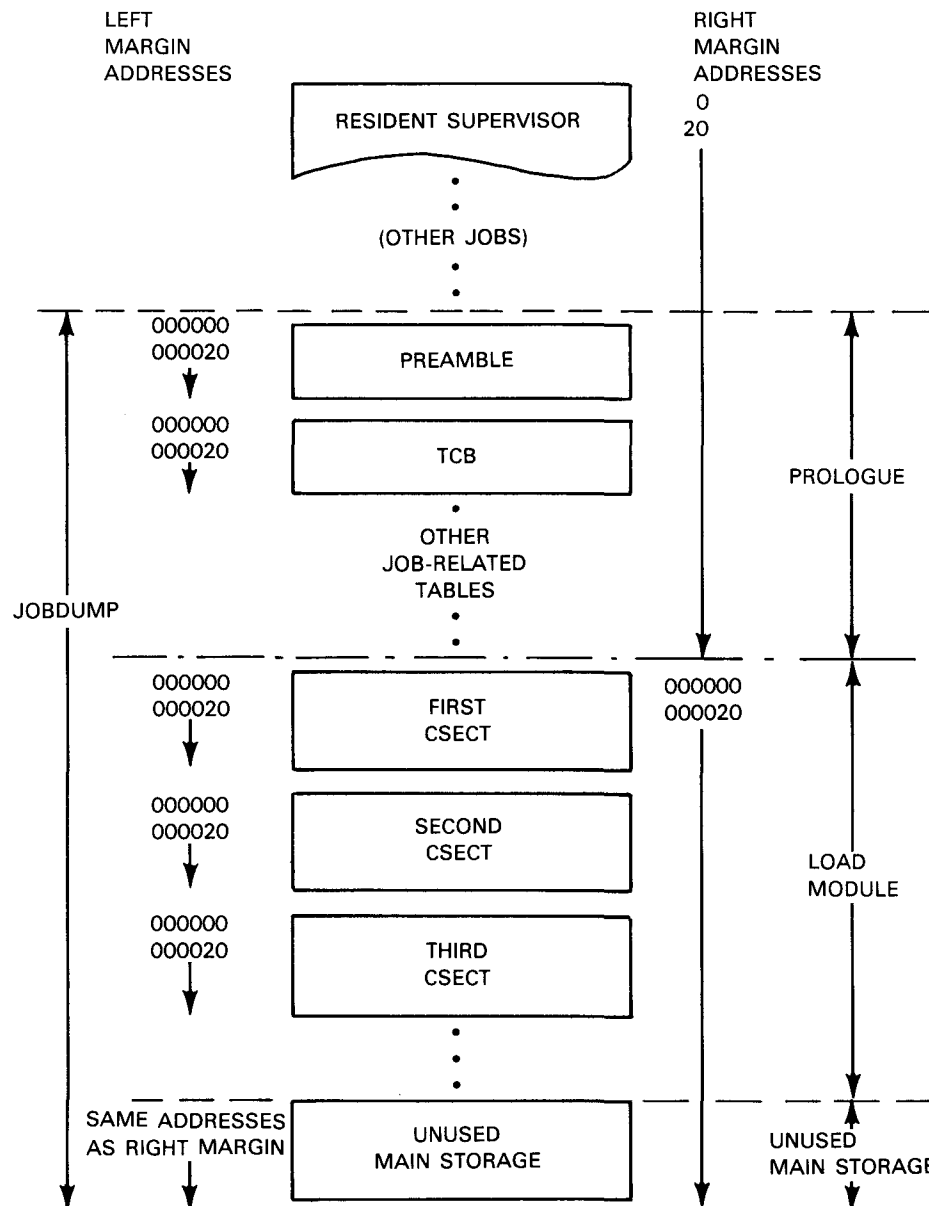 LEFT
MARGIN
ADDRESSES
RIGHT
MARGIN
ADDRESSES
0
20
RESIDENT SUPERVISOR
(OTHER JOBS)
000000
000020
PREAMBLE
000000
000020
TCB
PROLOGUE
OTHER
JOB-RELATED
TABLES
JOBDUMP
000000
000020
FIRST
CSECT
000000
000020
000000
000020
SECOND
CSECT
LOAD
MODULE
000000
000020
THIRD
CSECT
SAME ADDRESSES
AS RIGHT MARGIN
UNUSED
MAIN STORAGE
UNUSED
MAIN STORAGE